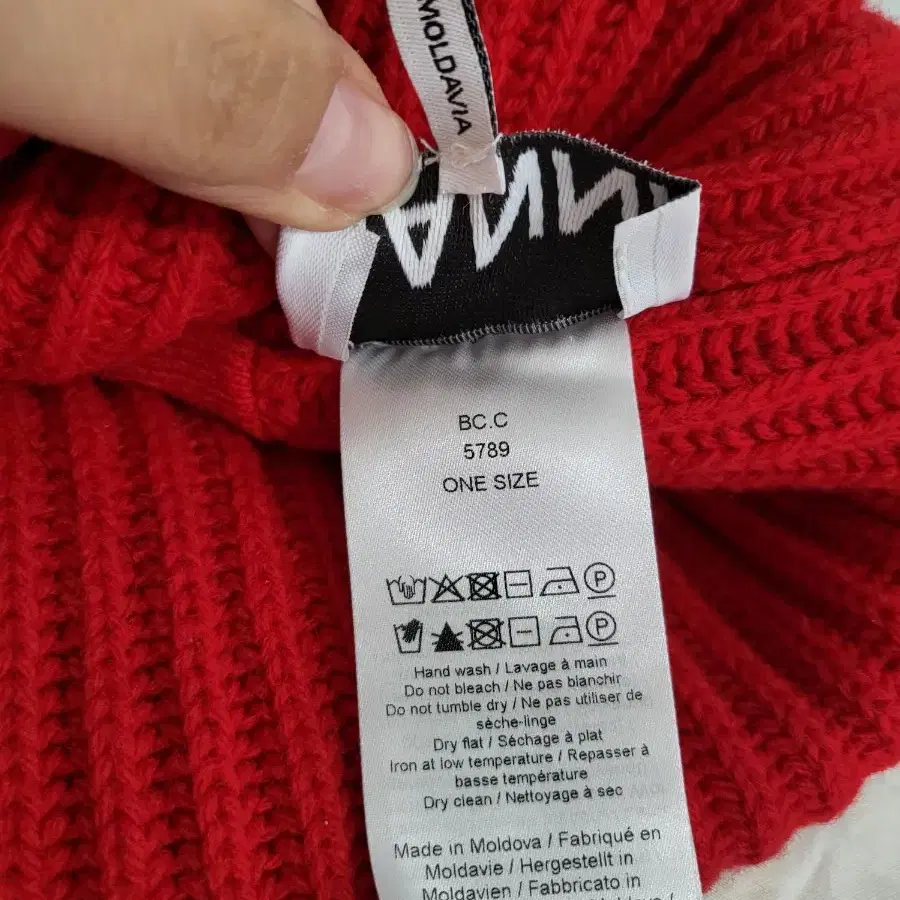 MOLDAVIA
BC.C
5789
ONE SIZE
Hand wash / Lavage à main
Do not bleach / Ne pas blanchir
Do not tumble dry / Ne pas utiliser de
sèche-linge
Dry flat / Séchage à plat
Iron at low temperature / Repasser à
basse température
Dry clean / Nettoyage à sec
Made in Moldova / Fabriqué en
Moldavie / Hergestellt in
Moldavien / Fabbricato in